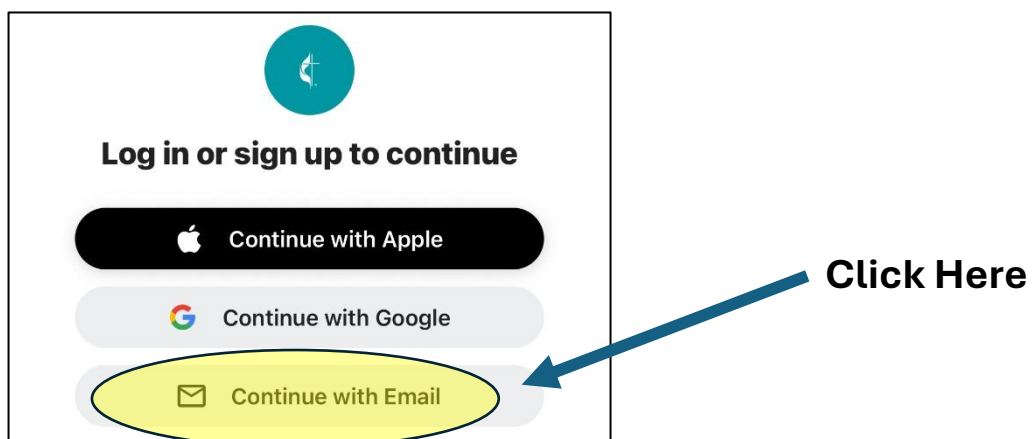 Log in or sign up to continue
Continue with Apple
Continue with Google
Click Here
Continue with Email